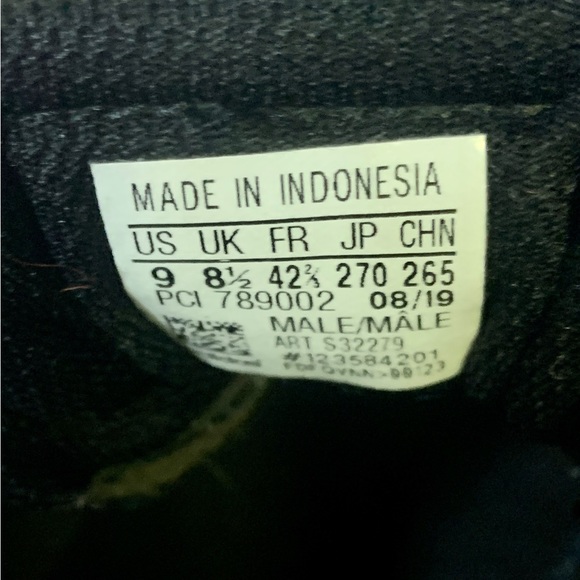 MADE IN INDONESIA
US UK FR JP CHN
9 8½ 42⅔ 270 265
PCI 789002 08/19
MALE/MÂLE
ART S32279
#123584201